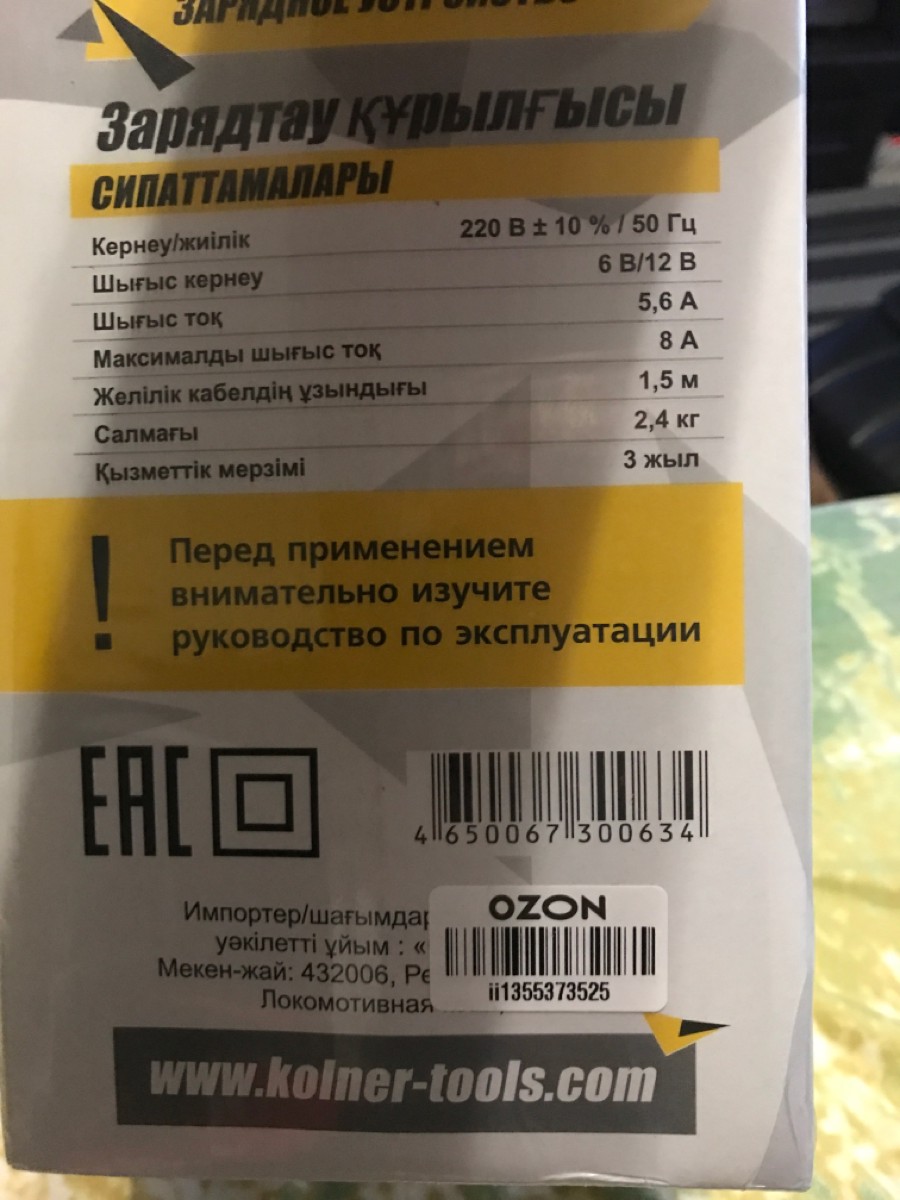 ЗАРЯДНОЕ УСТРОЙСТВО
Зарядтау құрылғысы
СИПАТТАМАЛАРЫ
Кернеу/жиілік 220 В ± 10 % / 50 Гц
Шығыс кернеу 6 В/12 В
Шығыс тоқ 5,6 А
Максималды шығыс тоқ 8 А
Желілік кабелдің ұзындығы 1,5 м
Салмағы 2,4 кг
Қызметтік мерзімі 3 жыл
! Перед применением
внимательно изучите
руководство по эксплуатации
EAC
4 650067 300634
Импортер/шағымдар
уәкілетті ұйым : «
Мекен-жай: 432006, Ре
Локомотивная
OZON
ii1355373525
www.kolner-tools.com